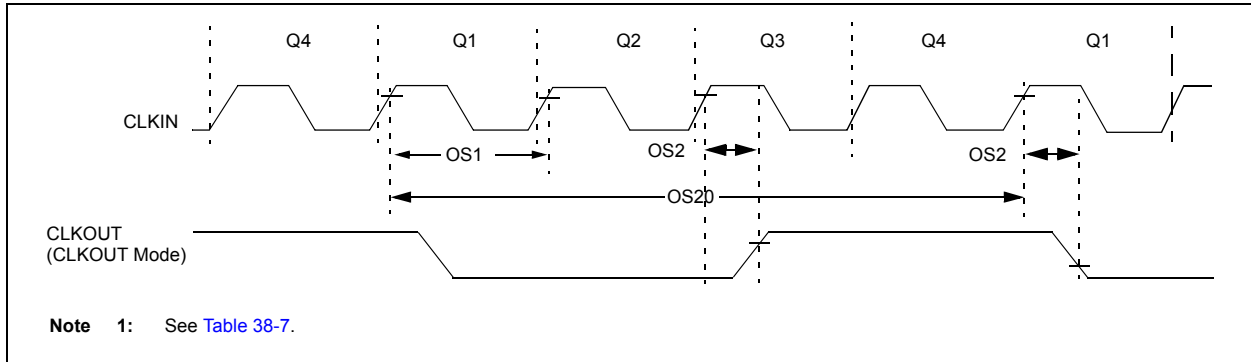 Q4 Q1 Q2 Q3 Q4 Q1
CLKIN
OS1 OS2 OS2
OS20
CLKOUT
(CLKOUT Mode)
Note 1: See Table 38-7.